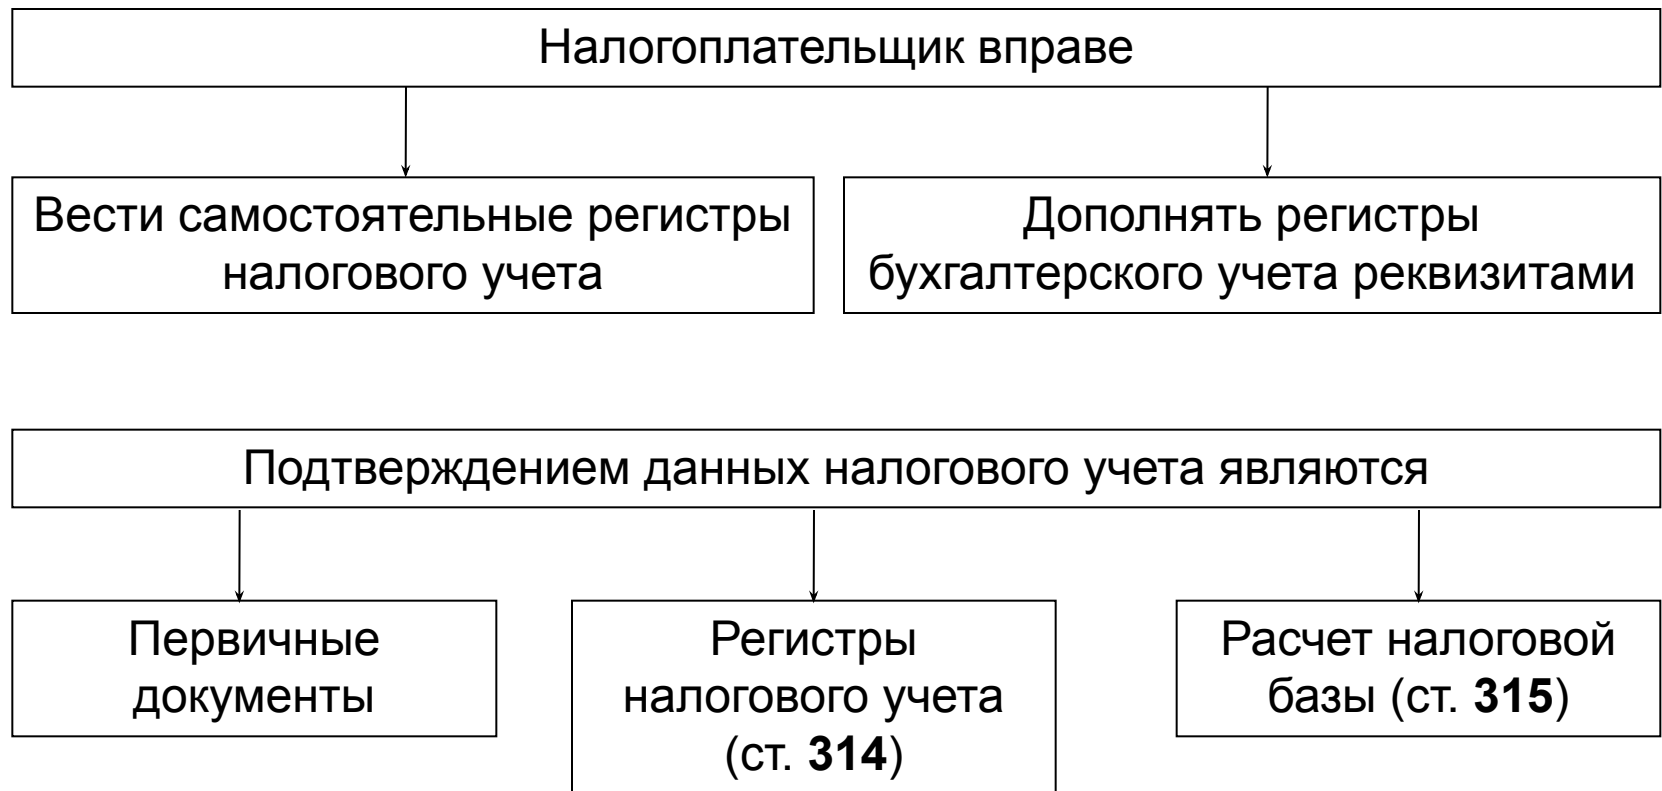 Налогоплательщик вправе
Вести самостоятельные регистры
налогового учета
Дополнять регистры
бухгалтерского учета реквизитами
Подтверждением данных налогового учета являются
Первичные
документы
Регистры
налогового учета
(ст. 314)
Расчет налоговой
базы (ст. 315)